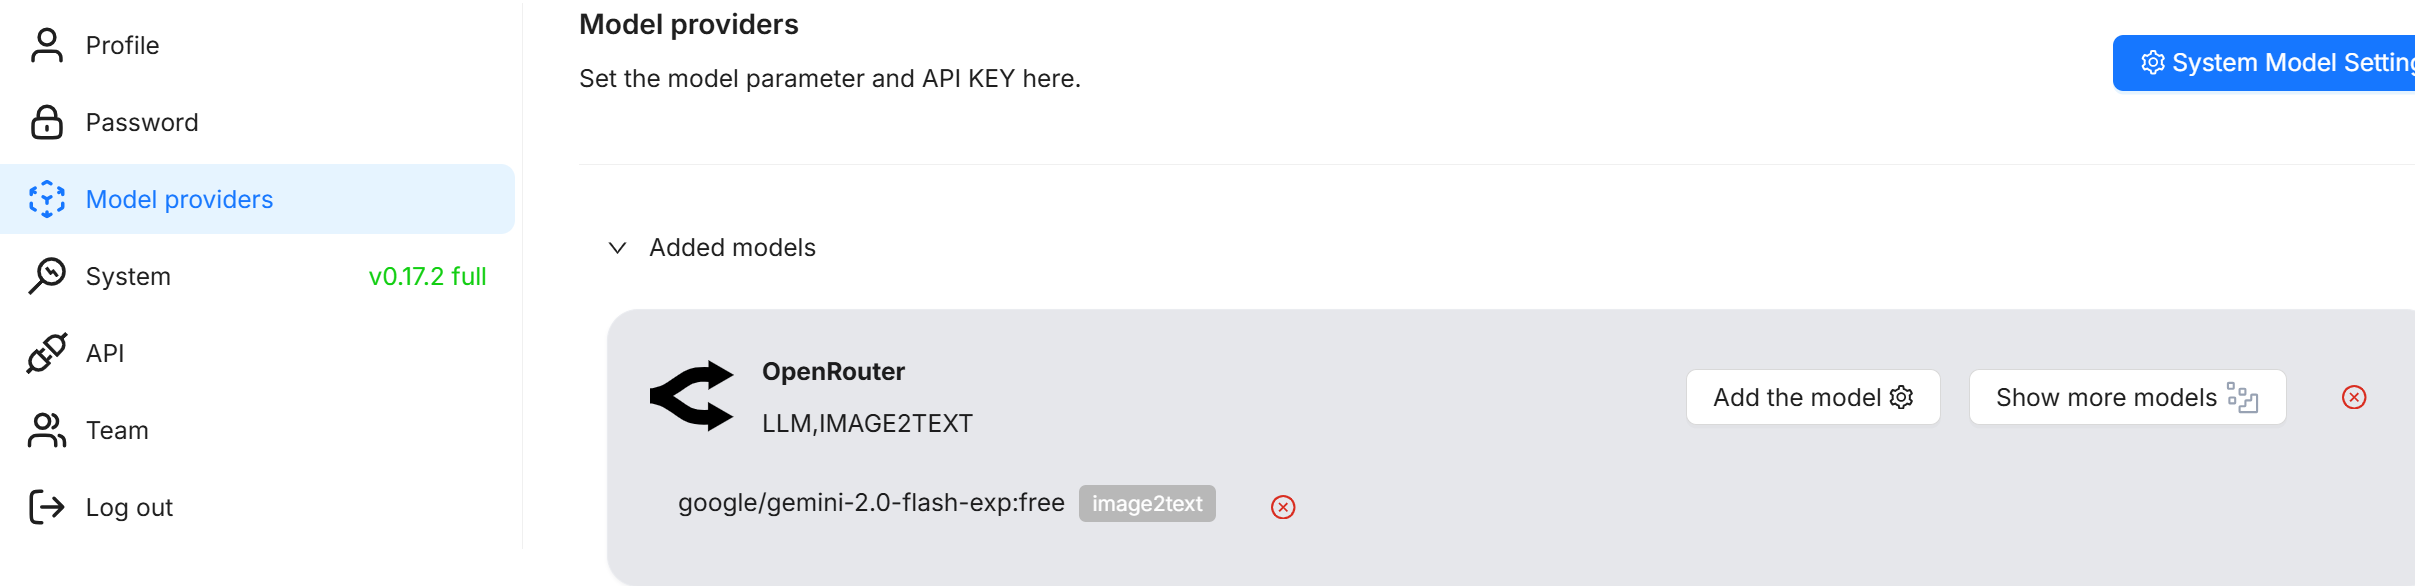 Profile
Password
Model providers
System v0.17.2 full
API
Team
Log out
Model providers
Set the model parameter and API KEY here.
System Model Setting
Added models
OpenRouter
LLM,IMAGE2TEXT
Add the model
Show more models
google/gemini-2.0-flash-exp:free image2text